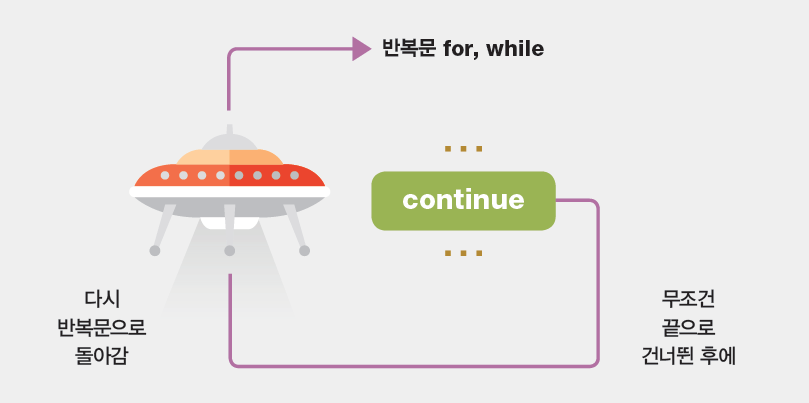 반복문 for, while
...
continue
...
다시
반복문으로
돌아감
무조건
끝으로
건너뛴 후에